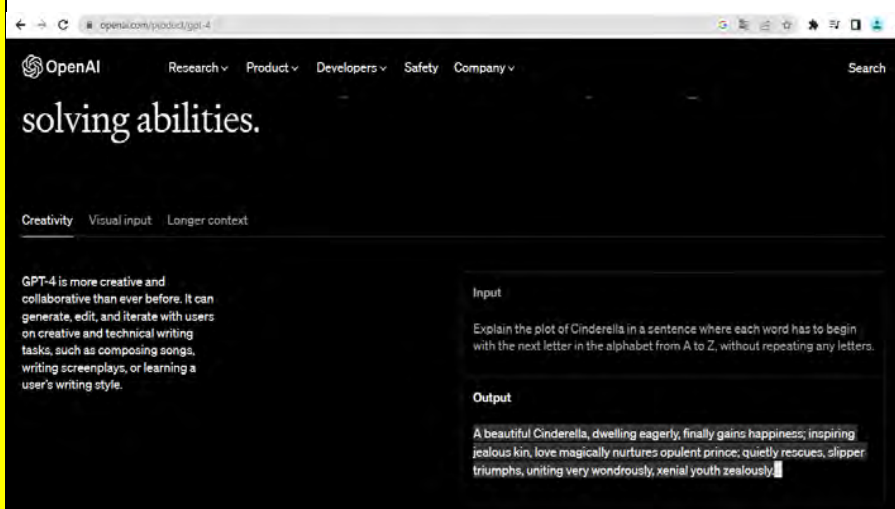 openai.com/product/gpt-4
OpenAI Research Product Developers Safety Company Search
solving abilities.
Creativity Visual input Longer context
GPT-4 is more creative and
collaborative than ever before. It can
generate, edit, and iterate with users
on creative and technical writing
tasks, such as composing songs,
writing screenplays, or learning a
user's writing style.
Input
Explain the plot of Cinderella in a sentence where each word has to begin
with the next letter in the alphabet from A to Z, without repeating any letters.
Output
A beautiful Cinderella, dwelling eagerly, finally gains happiness; inspiring
jealous kin, love magically nurtures opulent prince; quietly rescues, slipper
triumphs, uniting very wondrously, xenial youth zealously.